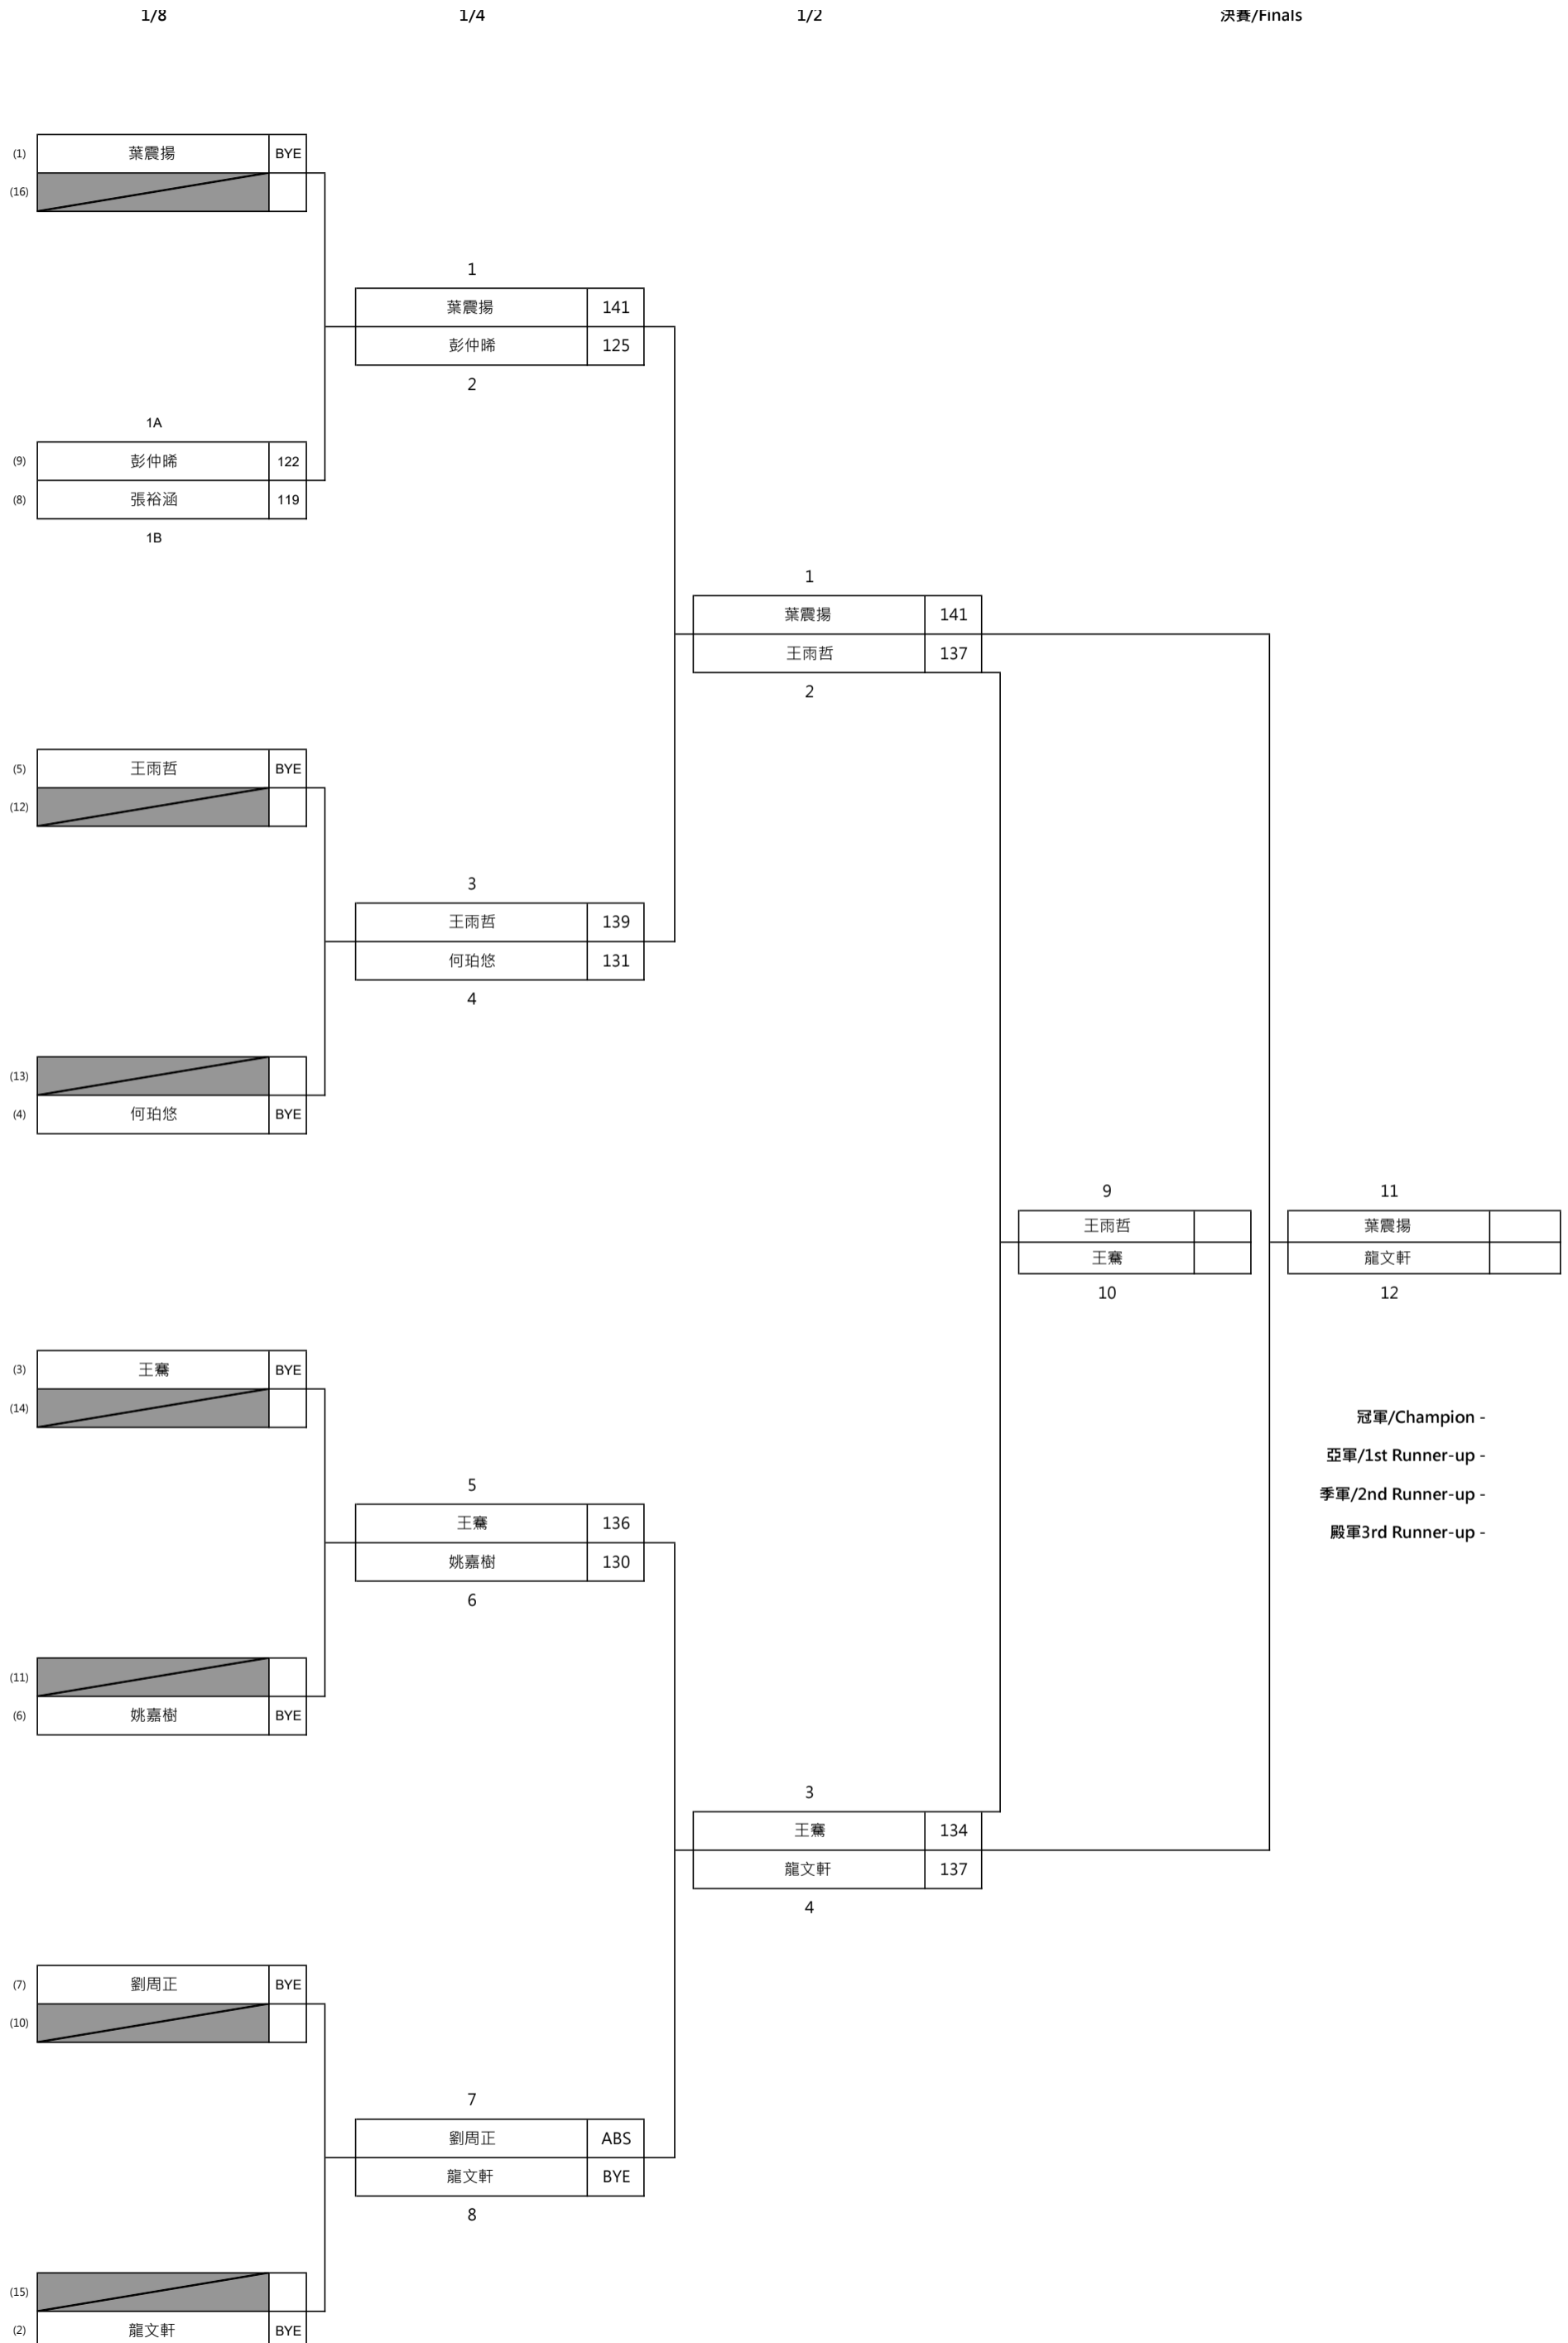 1/8 1/4 1/2 決賽/Finals
(1) 葉震揚 BYE
(16)
1
葉震揚 141
彭仲晞 125
2
1A
(9) 彭仲晞 122
(8) 張裕涵 119
1B
1
葉震揚 141
王雨哲 137
2
(5) 王雨哲 BYE
(12)
3
王雨哲 139
何珀悠 131
4
(13)
(4) 何珀悠 BYE
9 11
王雨哲 葉震揚
王騫 龍文軒
10 12
(3) 王騫 BYE
(14)
冠軍/Champion -
亞軍/1st Runner-up -
季軍/2nd Runner-up -
殿軍3rd Runner-up -
5
王騫 136
姚嘉樹 130
6
(11)
(6) 姚嘉樹 BYE
3
王騫 134
龍文軒 137
4
(7) 劉周正 BYE
(10)
7
劉周正 ABS
龍文軒 BYE
8
(15)
(2) 龍文軒 BYE